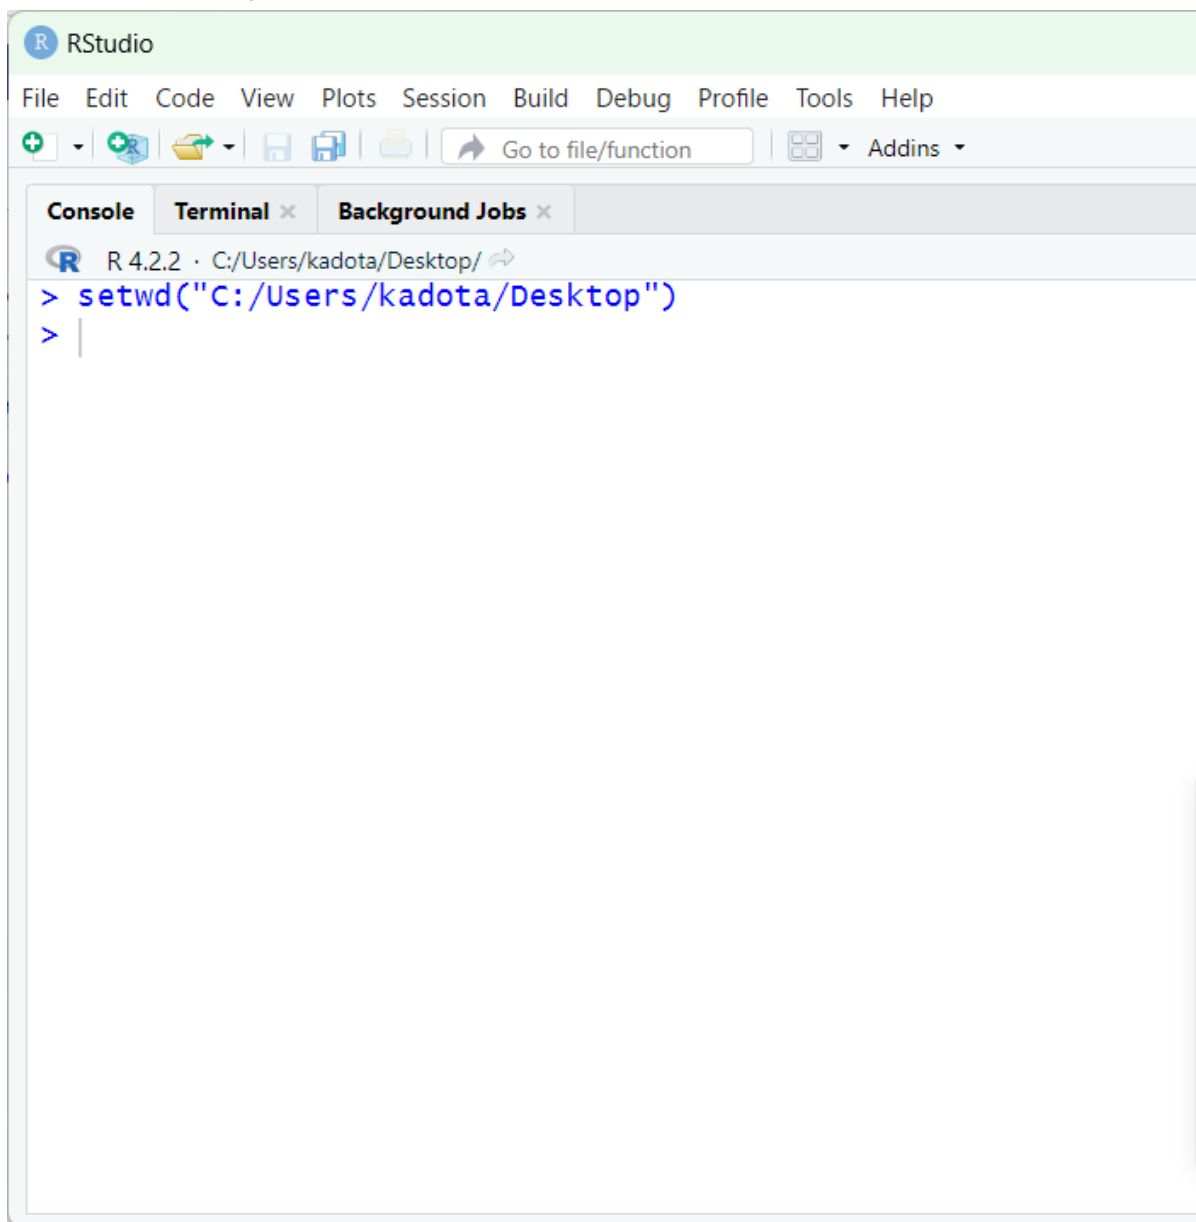 R RStudio
File Edit Code View Plots Session Build Debug Profile Tools Help
R Go to file/function Addins
Console Terminal × Background Jobs ×
R R 4.2.2 · C:/Users/kadota/Desktop/
> setwd("C:/Users/kadota/Desktop")
>